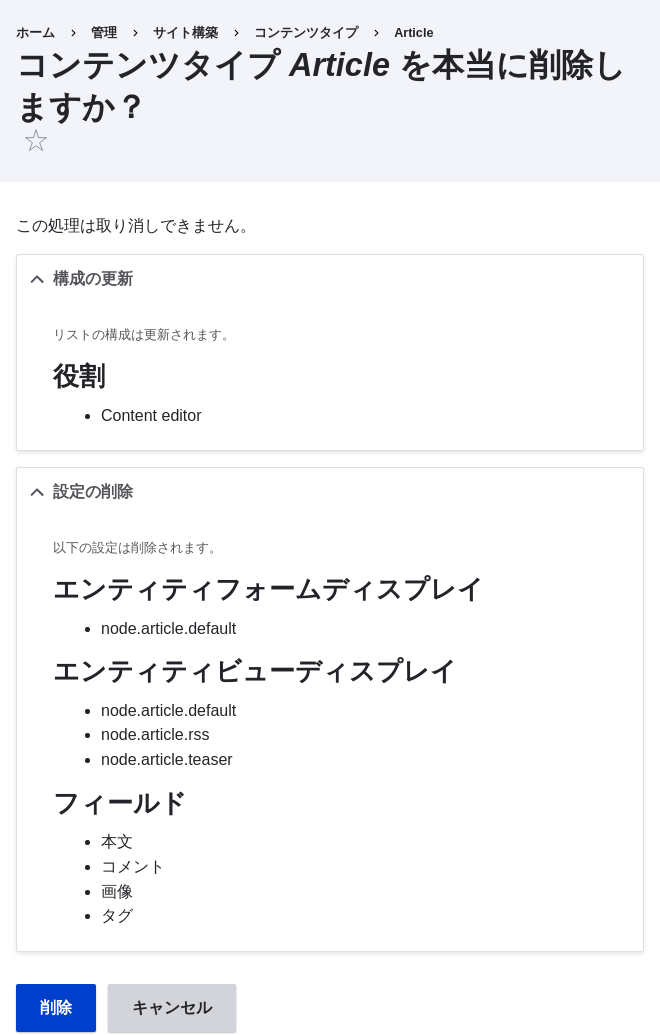 ホーム › 管理 › サイト構築 › コンテンツタイプ › Article
コンテンツタイプ Article を本当に削除し
ますか？
この処理は取り消しできません。
構成の更新
リストの構成は更新されます。
役割
• Content editor
設定の削除
以下の設定は削除されます。
エンティティフォームディスプレイ
• node.article.default
エンティティビューディスプレイ
• node.article.default
• node.article.rss
• node.article.teaser
フィールド
• 本文
• コメント
• 画像
• タグ
削除 キャンセル